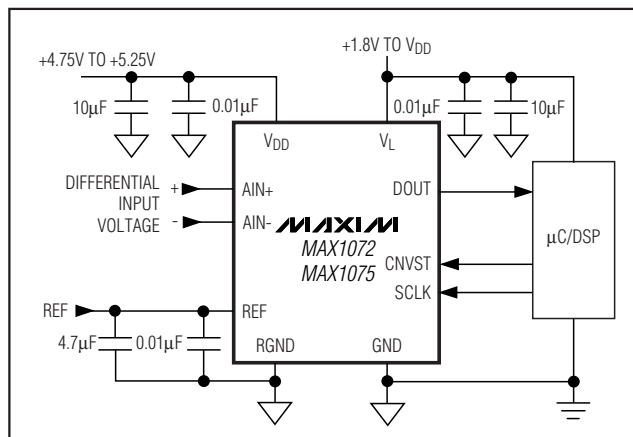 +1.8V TO VDD
+4.75V TO +5.25V
10µF
0.01µF
0.01µF
10µF
VDD
VL
DIFFERENTIAL
INPUT
VOLTAGE
+
-
AIN+
AIN-
DOUT
MAXIM
MAX1072
MAX1075
µC/DSP
CNVST
SCLK
REF
REF
4.7µF
0.01µF
RGND
GND